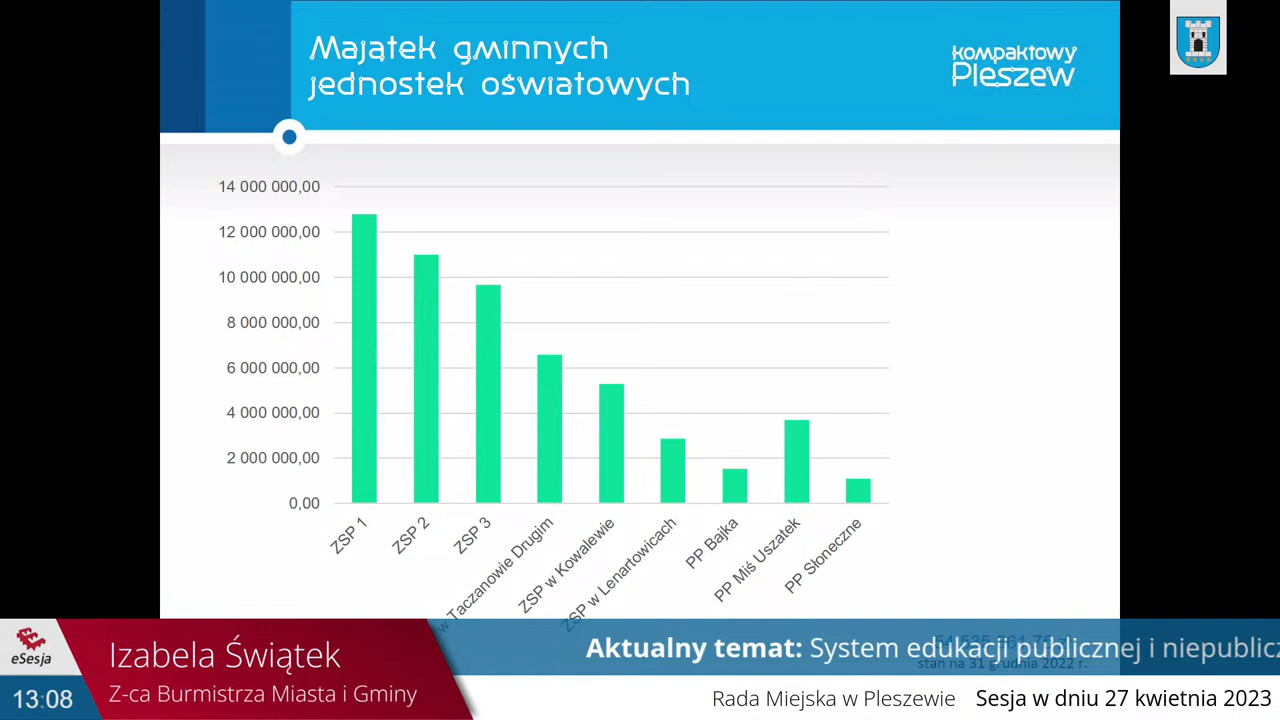 Majątek gminnych
jednostek oświatowych
kompaktowy
Pleszew
14 000 000,00
12 000 000,00
10 000 000,00
8 000 000,00
6 000 000,00
4 000 000,00
2 000 000,00
0,00
ZSP 1
ZSP 2
ZSP 3
w Taczanowie Drugim
ZSP w Kowalewie
ZSP w Lenartowicach
PP Bajka
PP Miś Uszatek
PP Słoneczne
stan na 31 grudnia 2022 r.
eSesja
Izabela Świątek
Z-ca Burmistrza Miasta i Gminy
13:08
Aktualny temat: System edukacji publicznej i niepublicz
Rada Miejska w Pleszewie Sesja w dniu 27 kwietnia 2023